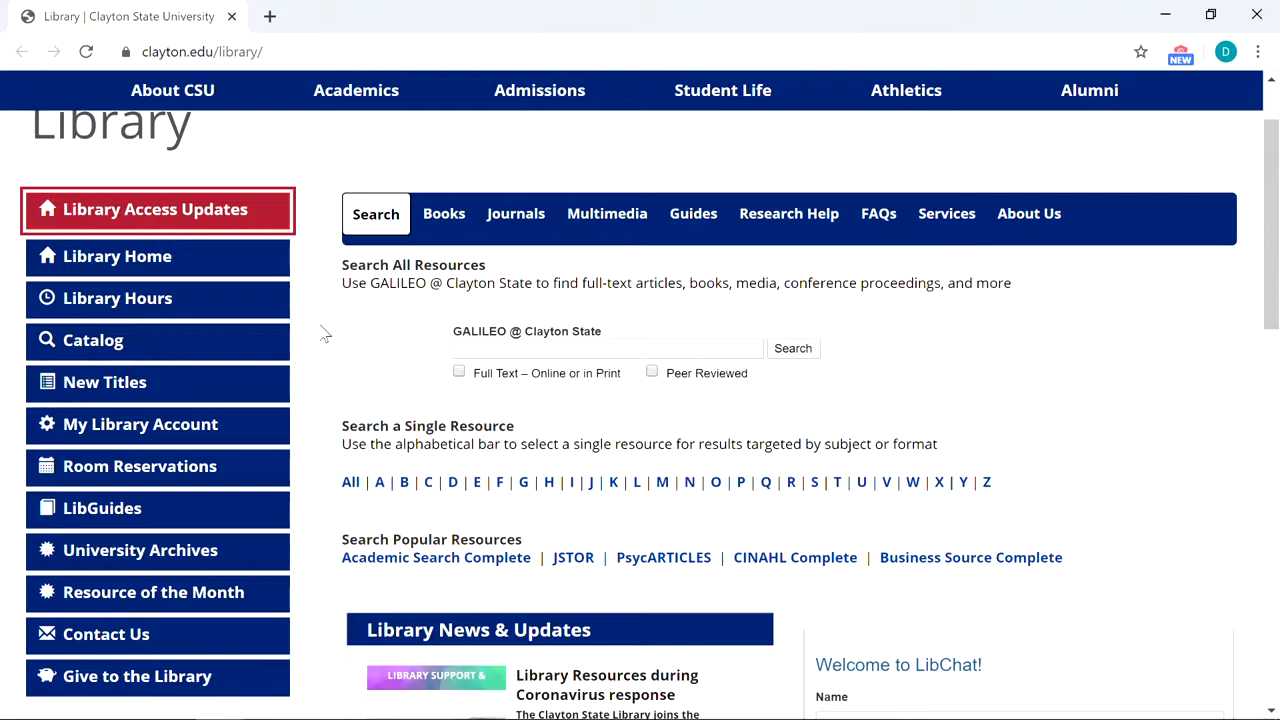 Library | Clayton State University
clayton.edu/library/
NEW
D
About CSU
Academics
Admissions
Student Life
Athletics
Alumni
Library
Library Access Updates
Library Home
Library Hours
Catalog
New Titles
My Library Account
Room Reservations
LibGuides
University Archives
Resource of the Month
Contact Us
Give to the Library
Search
Books
Journals
Multimedia
Guides
Research Help
FAQs
Services
About Us
Search All Resources
Use GALILEO @ Clayton State to find full-text articles, books, media, conference proceedings, and more
GALILEO @ Clayton State
Search
Full Text – Online or in Print
Peer Reviewed
Search a Single Resource
Use the alphabetical bar to select a single resource for results targeted by subject or format
All | A | B | C | D | E | F | G | H | I | J | K | L | M | N | O | P | Q | R | S | T | U | V | W | X | Y | Z
Search Popular Resources
Academic Search Complete | JSTOR | PsycARTICLES | CINAHL Complete | Business Source Complete
Library News & Updates
LIBRARY SUPPORT &
Library Resources during
Coronavirus response
The Clayton State Library joins the
Welcome to LibChat!
Name